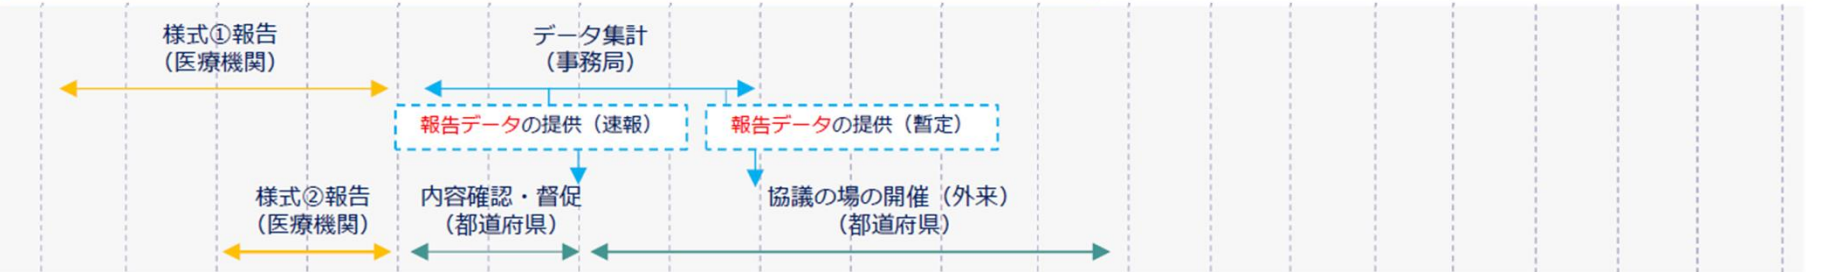 様式①報告
（医療機関）
データ集計
（事務局）
報告データの提供（速報）
報告データの提供（暫定）
様式②報告
（医療機関）
内容確認・督促
（都道府県）
協議の場の開催（外来）
（都道府県）